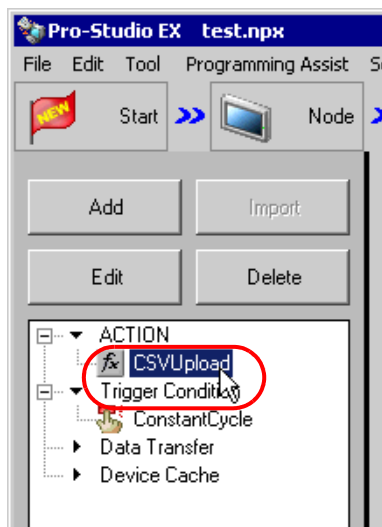 Pro-Studio EX test.npx
File Edit Tool Programming Assist S
NEW Start Node
Add Import
Edit Delete
ACTION
fx CSVUpload
Trigger Condition
ConstantCycle
Data Transfer
Device Cache